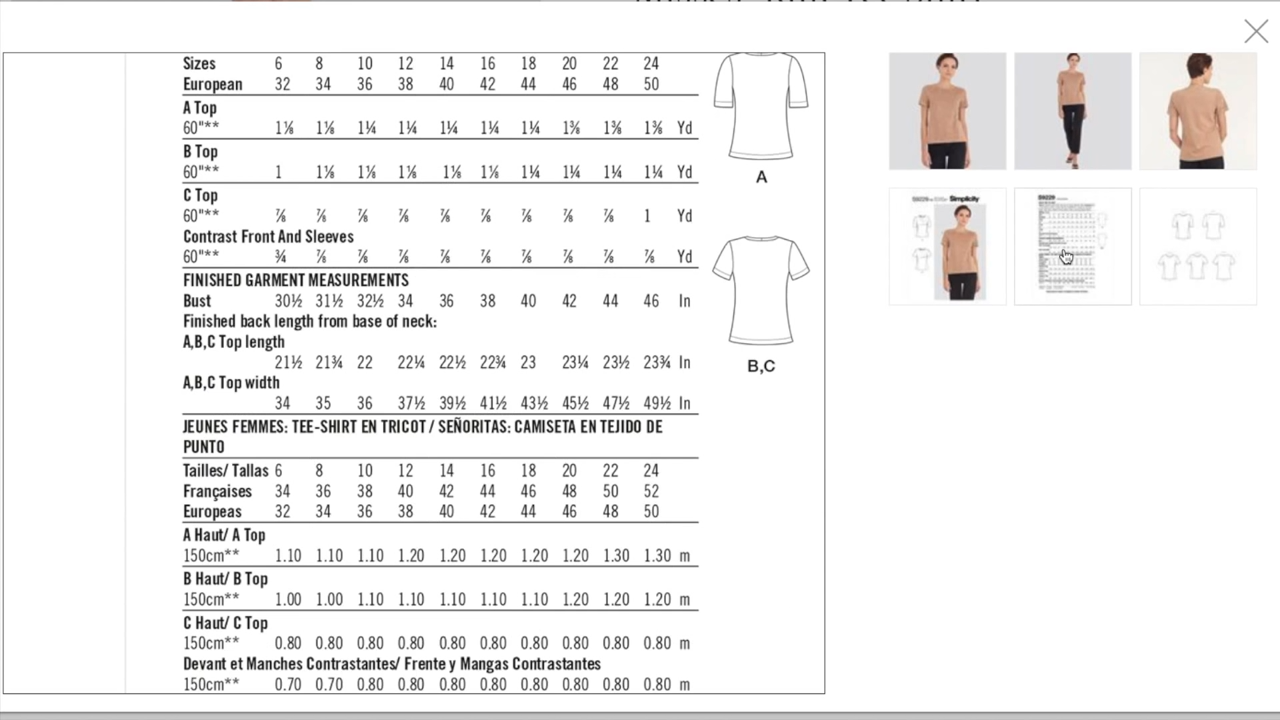 Sizes 6 8 10 12 14 16 18 20 22 24
European 32 34 36 38 40 42 44 46 48 50
A Top
60"** 1⅛ 1⅛ 1¼ 1¼ 1¼ 1¼ 1¼ 1⅜ 1⅜ 1⅜ Yd
B Top
60"** 1 1⅛ 1⅛ 1⅛ 1⅛ 1⅛ 1¼ 1¼ 1¼ 1¼ Yd
C Top
60"** ⅞ ⅞ ⅞ ⅞ ⅞ ⅞ ⅞ ⅞ ⅞ 1 Yd
Contrast Front And Sleeves
60"** ¾ ⅞ ⅞ ⅞ ⅞ ⅞ ⅞ ⅞ ⅞ ⅞ Yd
FINISHED GARMENT MEASUREMENTS
Bust 30½ 31½ 32½ 34 36 38 40 42 44 46 In
Finished back length from base of neck:
A,B,C Top length
21½ 21¾ 22 22¼ 22½ 22¾ 23 23¼ 23½ 23¾ In
A,B,C Top width
34 35 36 37½ 39½ 41½ 43½ 45½ 47½ 49½ In
JEUNES FEMMES: TEE-SHIRT EN TRICOT / SEÑORITAS: CAMISETA EN TEJIDO DE
PUNTO
Tailles/ Tallas 6 8 10 12 14 16 18 20 22 24
Françaises 34 36 38 40 42 44 46 48 50 52
Europeas 32 34 36 38 40 42 44 46 48 50
A Haut/ A Top
150cm** 1.10 1.10 1.10 1.20 1.20 1.20 1.20 1.20 1.30 1.30 m
B Haut/ B Top
150cm** 1.00 1.00 1.10 1.10 1.10 1.10 1.10 1.20 1.20 1.20 m
C Haut/ C Top
150cm** 0.80 0.80 0.80 0.80 0.80 0.80 0.80 0.80 0.80 0.80 m
Devant et Manches Contrastantes/ Frente y Mangas Contrastantes
150cm** 0.70 0.70 0.80 0.80 0.80 0.80 0.80 0.80 0.80 0.80 m
A
B,C
S9229 Simplicity
S9229